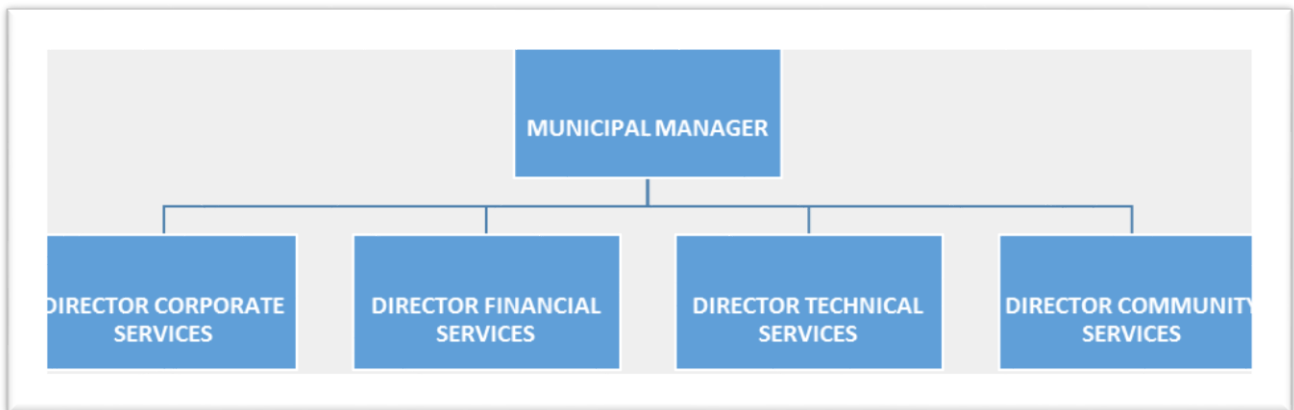 MUNICIPAL MANAGER
DIRECTOR CORPORATE
SERVICES
DIRECTOR FINANCIAL
SERVICES
DIRECTOR TECHNICAL
SERVICES
DIRECTOR COMMUNITY
SERVICES